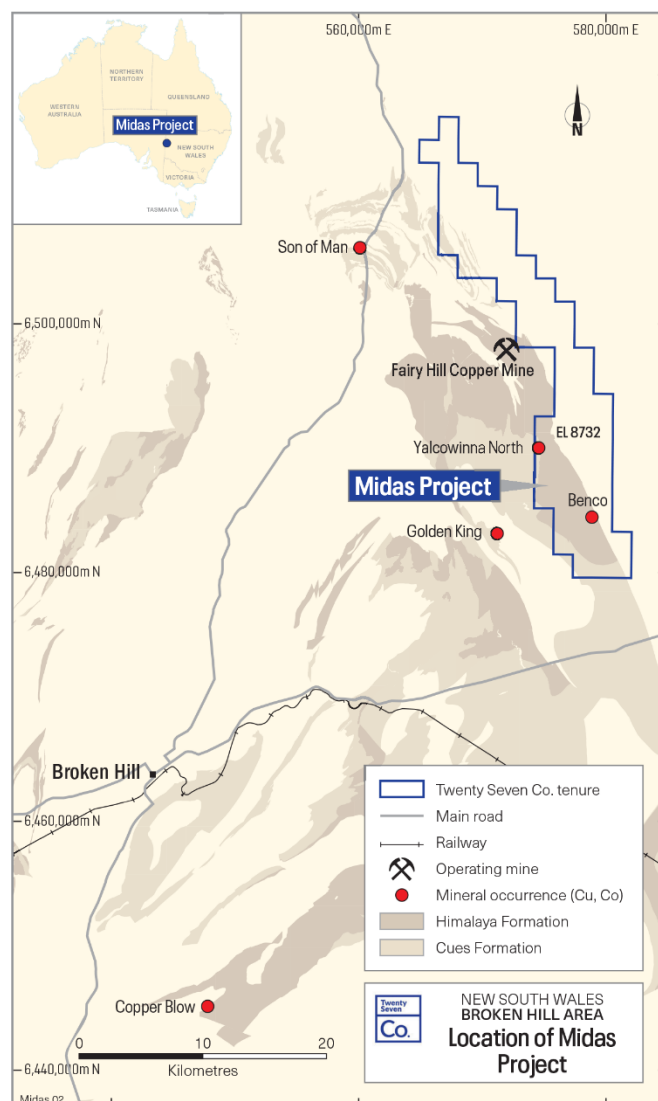 560,000m E
580,000m E
NORTHERN
TERRITORY
WESTERN
AUSTRALIA
QUEENSLAND
Midas Project
NEW SOUTH
WALES
VICTORIA
TASMANIA
N
Son of Man
6,500,000m N
Fairy Hill Copper Mine
EL 8732
Yalcowinna North
Midas Project
Benco
Golden King
6,480,000m N
Broken Hill
6,460,000m N
Twenty Seven Co. tenure
Main road
Railway
Operating mine
Mineral occurrence (Cu, Co)
Himalaya Formation
Cues Formation
Copper Blow
0 10 20
Kilometres
6,440,000m N
Midas 02
Twenty
Seven
Co.
NEW SOUTH WALES
BROKEN HILL AREA
Location of Midas
Project